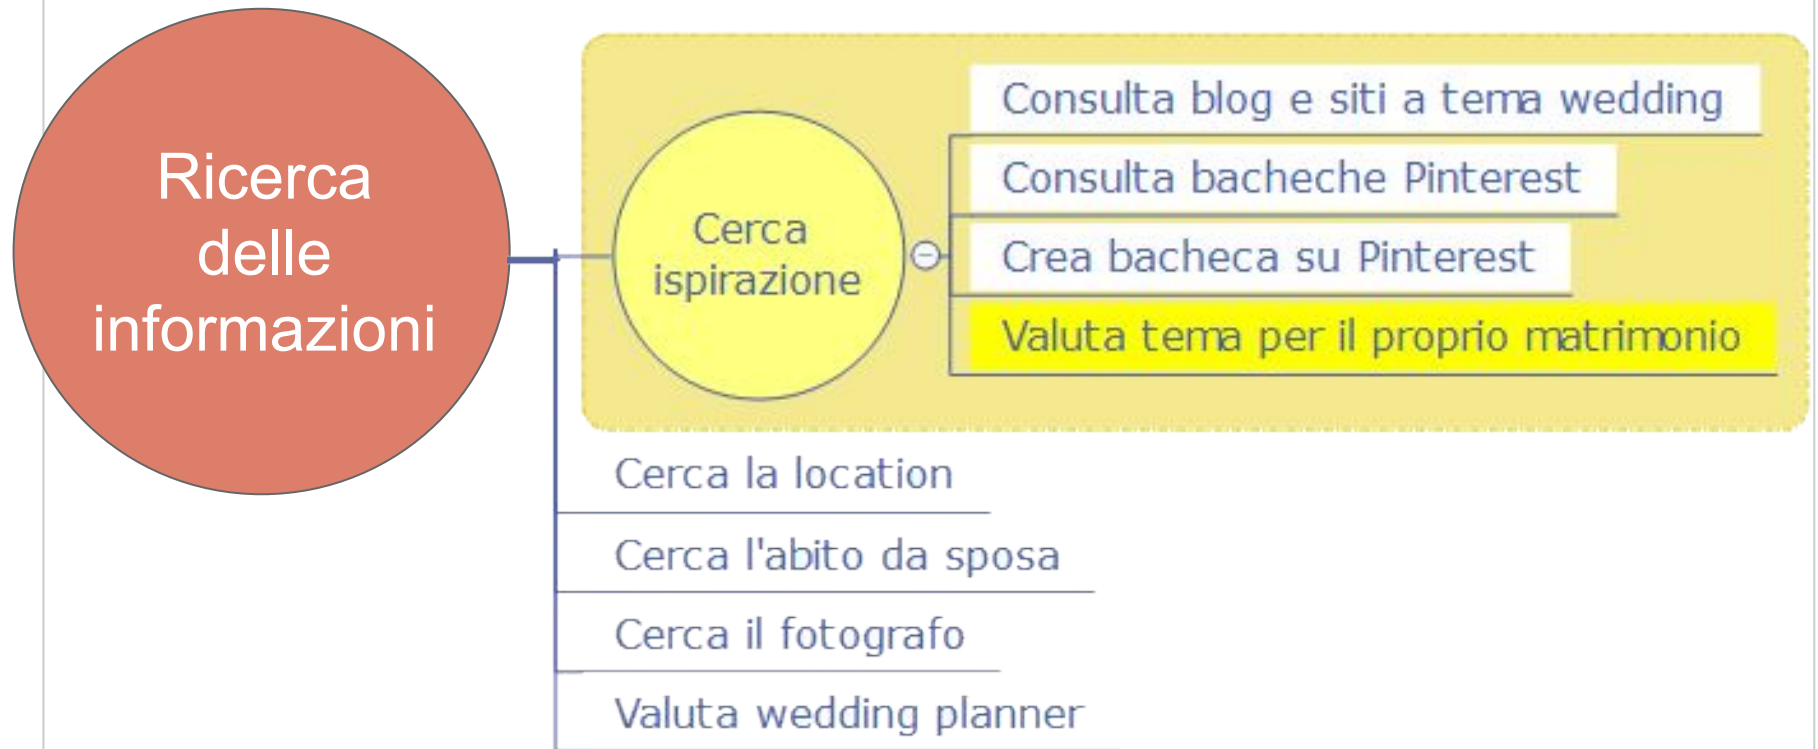 Ricerca
delle
informazioni
Cerca
ispirazione
Consulta blog e siti a tema wedding
Consulta bacheche Pinterest
Crea bacheca su Pinterest
Valuta tema per il proprio matrimonio
Cerca la location
Cerca l'abito da sposa
Cerca il fotografo
Valuta wedding planner